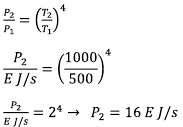 P₂/P₁ = (T₂/T₁)⁴
P₂/E J/s = (1000/500)⁴
P₂/E J/s = 2⁴ → P₂ = 16 E J/s